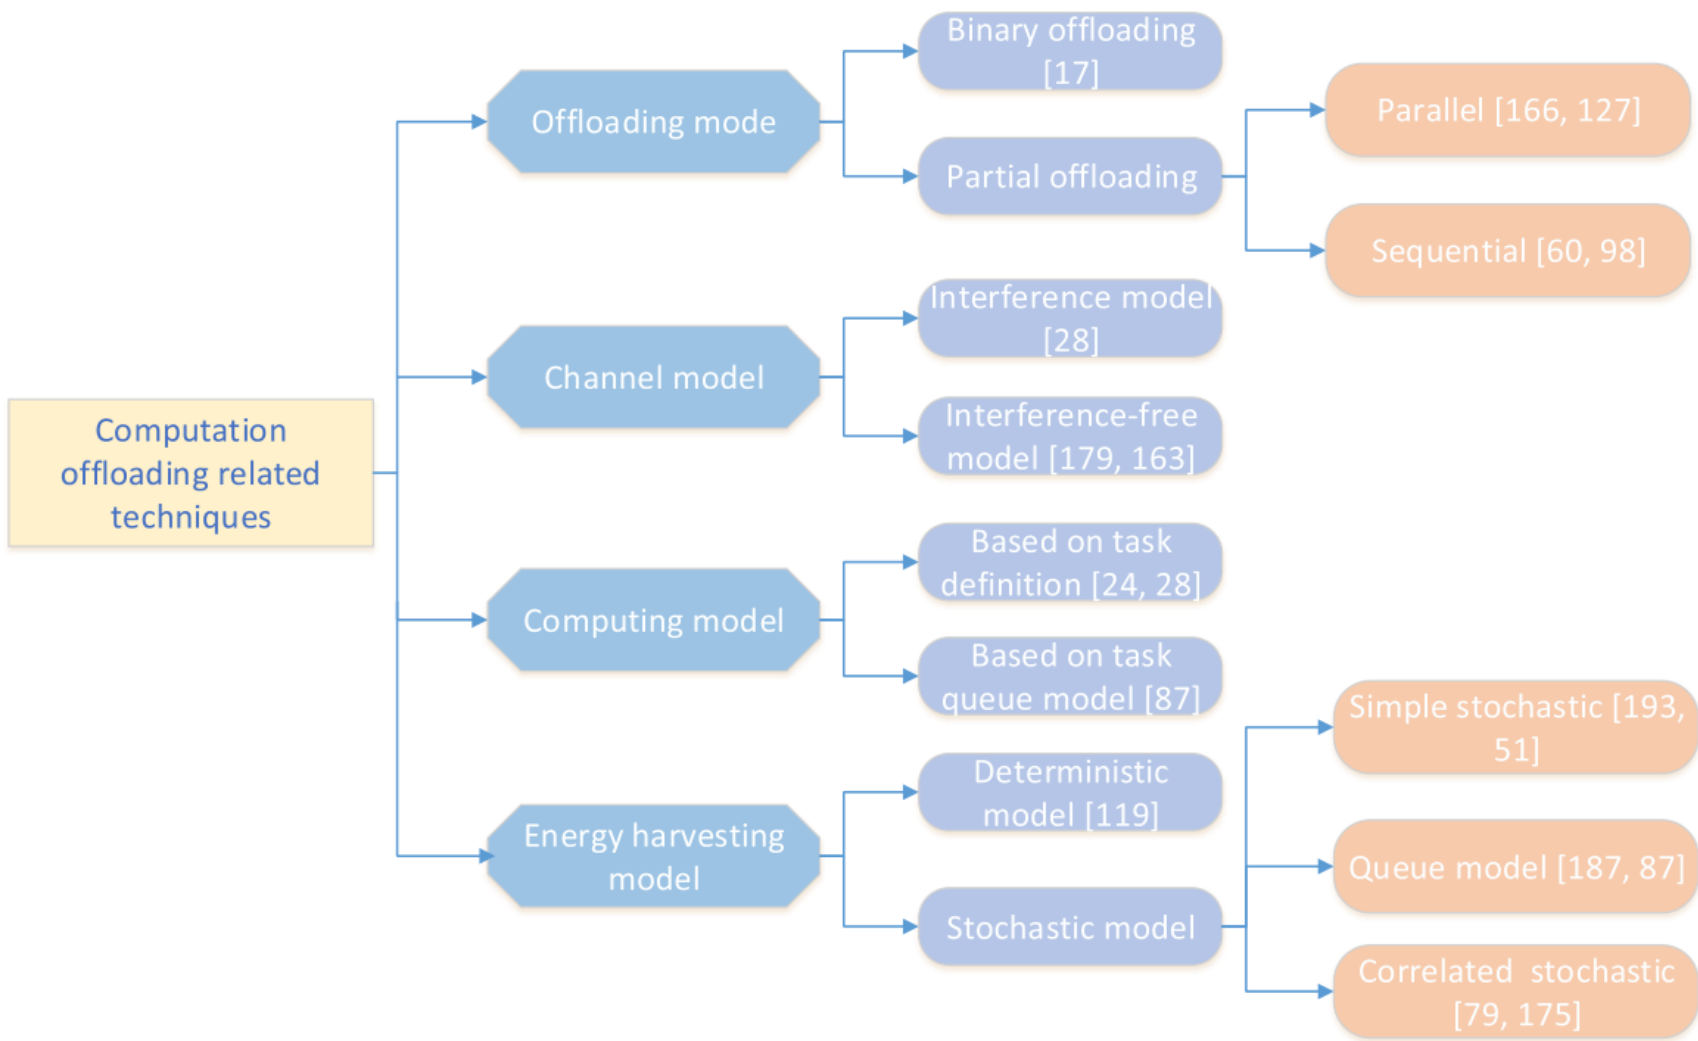 Computation
offloading related
techniques
Offloading mode
Binary offloading
[17]
Partial offloading
Parallel [166, 127]
Sequential [60, 98]
Channel model
Interference model
[28]
Interference-free
model [179, 163]
Computing model
Based on task
definition [24, 28]
Based on task
queue model [87]
Energy harvesting
model
Deterministic
model [119]
Stochastic model
Simple stochastic [193,
51]
Queue model [187, 87]
Correlated  stochastic
[79, 175]